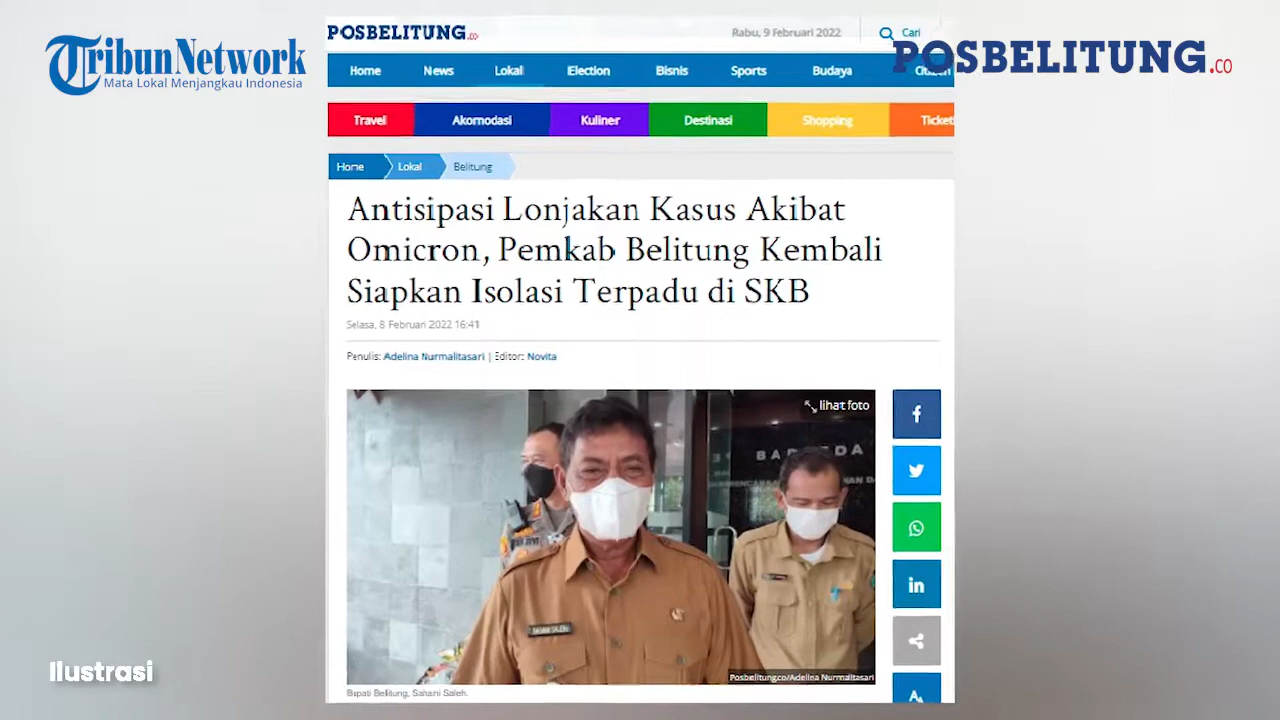 Tribun Network
Mata Lokal Menjangkau Indonesia
POSBELITUNG.CO
POSBELITUNG.co
Rabu, 9 Februari 2022
Cari
Home News Lokal Election Bisnis Sports Budaya
Travel Akomodasi Kuliner Destinasi Shopping Ticket
Home Lokal Belitung
Antisipasi Lonjakan Kasus Akibat
Omicron, Pemkab Belitung Kembali
Siapkan Isolasi Terpadu di SKB
Selasa, 8 Februari 2022 16:41
Penulis: Adelina Nurmalitasari | Editor: Novita
lihat foto
Posbelitung.co/Adelina Nurmalitasari
Bupati Belitung, Sahani Saleh.
Ilustrasi